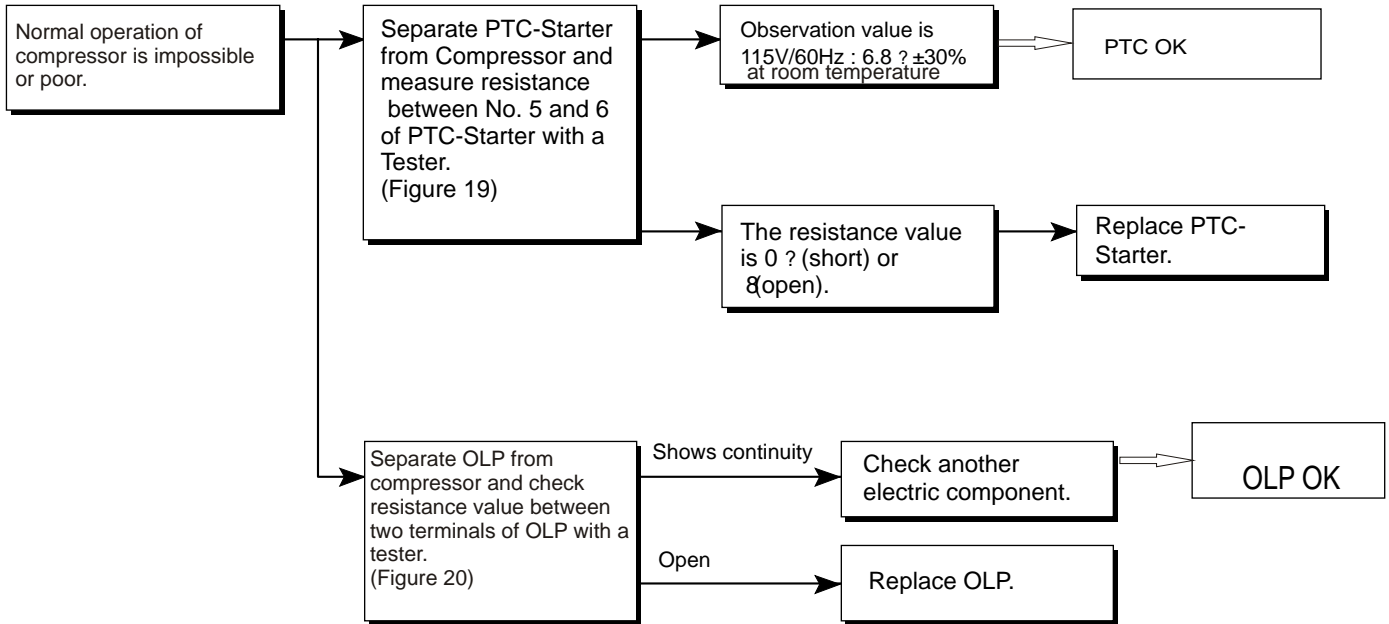 Normal operation of
compressor is impossible
or poor.
Separate PTC-Starter
from Compressor and
measure resistance
between No. 5 and 6
of PTC-Starter with a
Tester.
(Figure 19)
Observation value is
115V/60Hz : 6.8 ? ±30%
at room temperature
PTC OK
The resistance value
is 0 ? (short) or
8(open).
Replace PTC-
Starter.
Separate OLP from
compressor and check
resistance value between
two terminals of OLP with a
tester.
(Figure 20)
Shows continuity
Check another
electric component.
OLP OK
Open
Replace OLP.